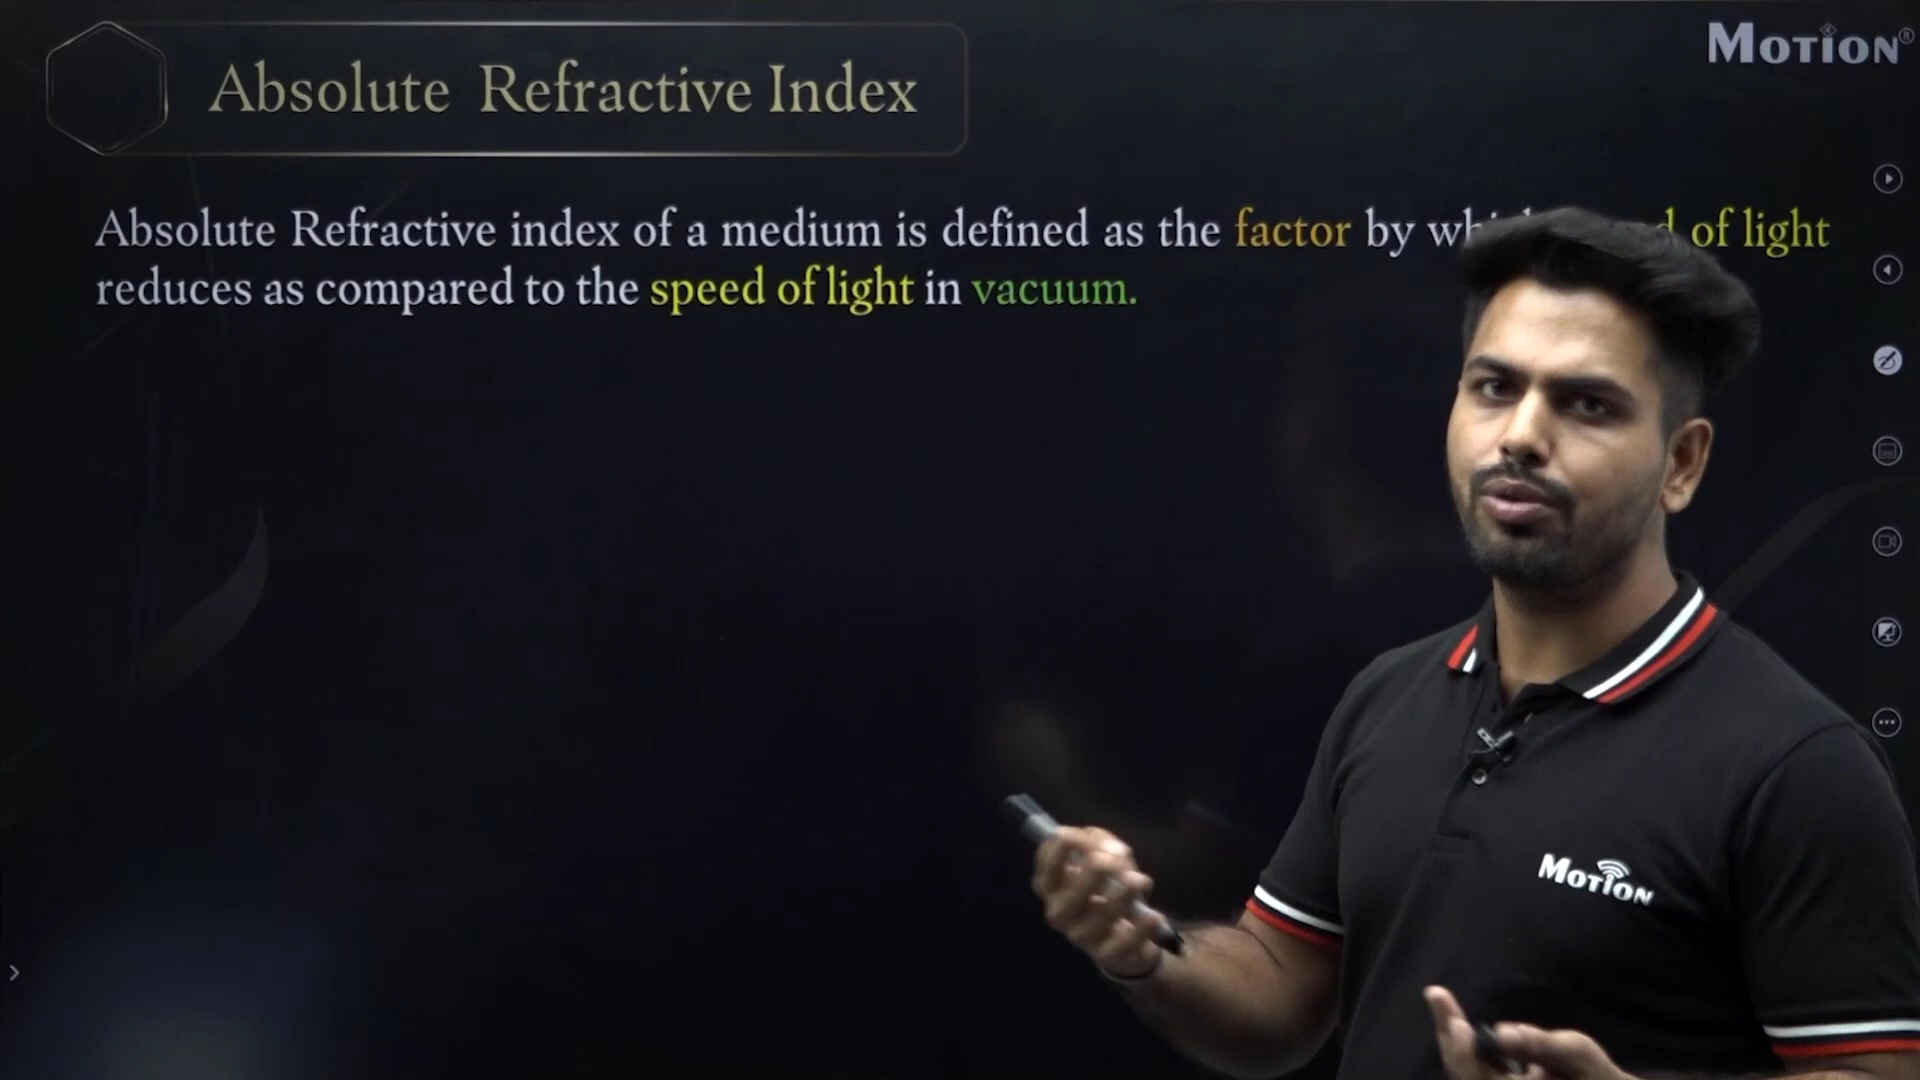 MOTION®
Absolute Refractive Index
Absolute Refractive index of a medium is defined as the factor by of light
reduces as compared to the speed of light in vacuum.
MOTION